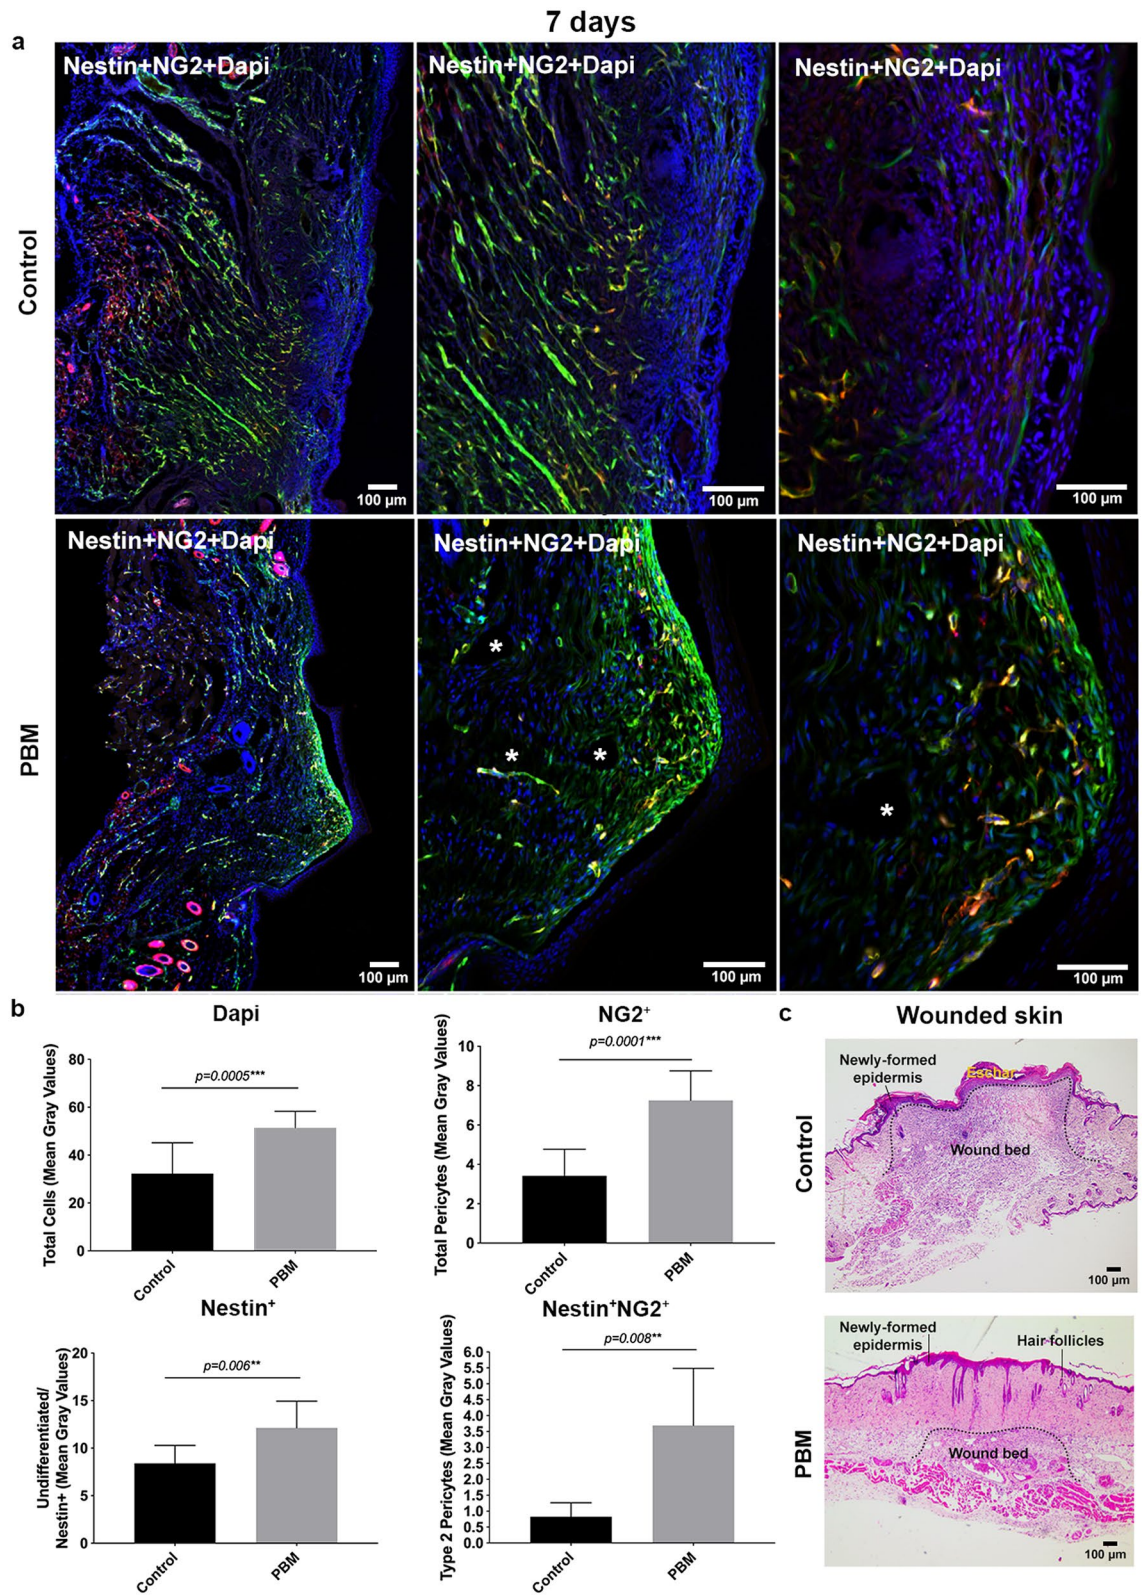 7 days
a
Control
Nestin+NG2+Dapi
Nestin+NG2+Dapi
Nestin+NG2+Dapi
100 µm
100 µm
100 µm
PBM
Nestin+NG2+Dapi
Nestin+NG2+Dapi
Nestin+NG2+Dapi
*
*
*
*
100 µm
100 µm
100 µm
b
Dapi
Total Cells (Mean Gray Values)
80
60
40
20
0
p=0.0005***
Control
PBM
NG2⁺
Total Pericytes (Mean Gray Values)
10
8
6
4
2
0
p=0.0001***
Control
PBM
Nestin⁺
Undifferentiated/
Nestin+ (Mean Gray Values)
20
15
10
5
0
p=0.006**
Control
PBM
Nestin⁺NG2⁺
Type 2 Pericytes (Mean Gray Values)
6.0
5.5
5.0
4.5
4.0
3.5
3.0
2.5
2.0
1.5
1.0
0.5
0.0
p=0.008**
Control
PBM
c
Wounded skin
Control
Newly-formed
epidermis
Eschar
Wound bed
100 µm
PBM
Newly-formed
epidermis
Hair follicles
Wound bed
100 µm